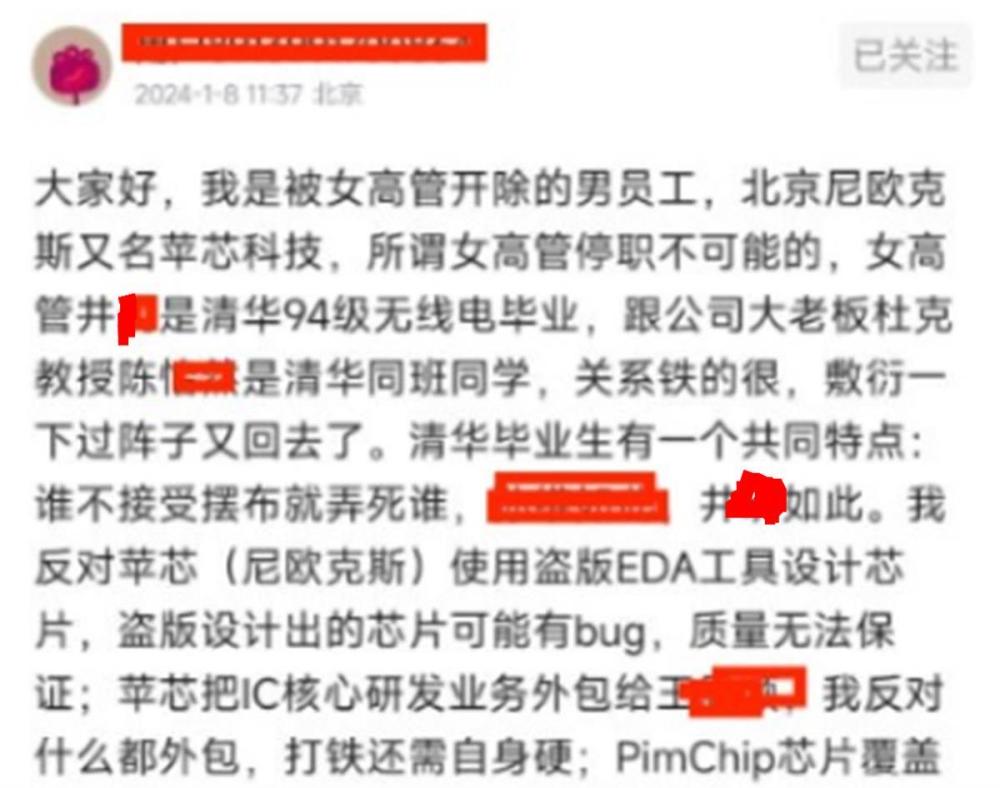 已关注
2024-1-8 11:37 北京
大家好，我是被女高管开除的男员工，北京尼欧克
斯又名苹芯科技，所谓女高管停职不可能的，女高
管井是清华94级无线电毕业，跟公司大老板杜克
教授陈是清华同班同学，关系铁的很，敷衍一
下过阵子又回去了。清华毕业生有一个共同特点：
谁不接受摆布就弄死谁， 井如此。我
反对苹芯（尼欧克斯）使用盗版EDA工具设计芯
片，盗版设计出的芯片可能有bug，质量无法保
证；苹芯把IC核心研发业务外包给王，我反对
什么都外包，打铁还需自身硬；PimChip芯片覆盖